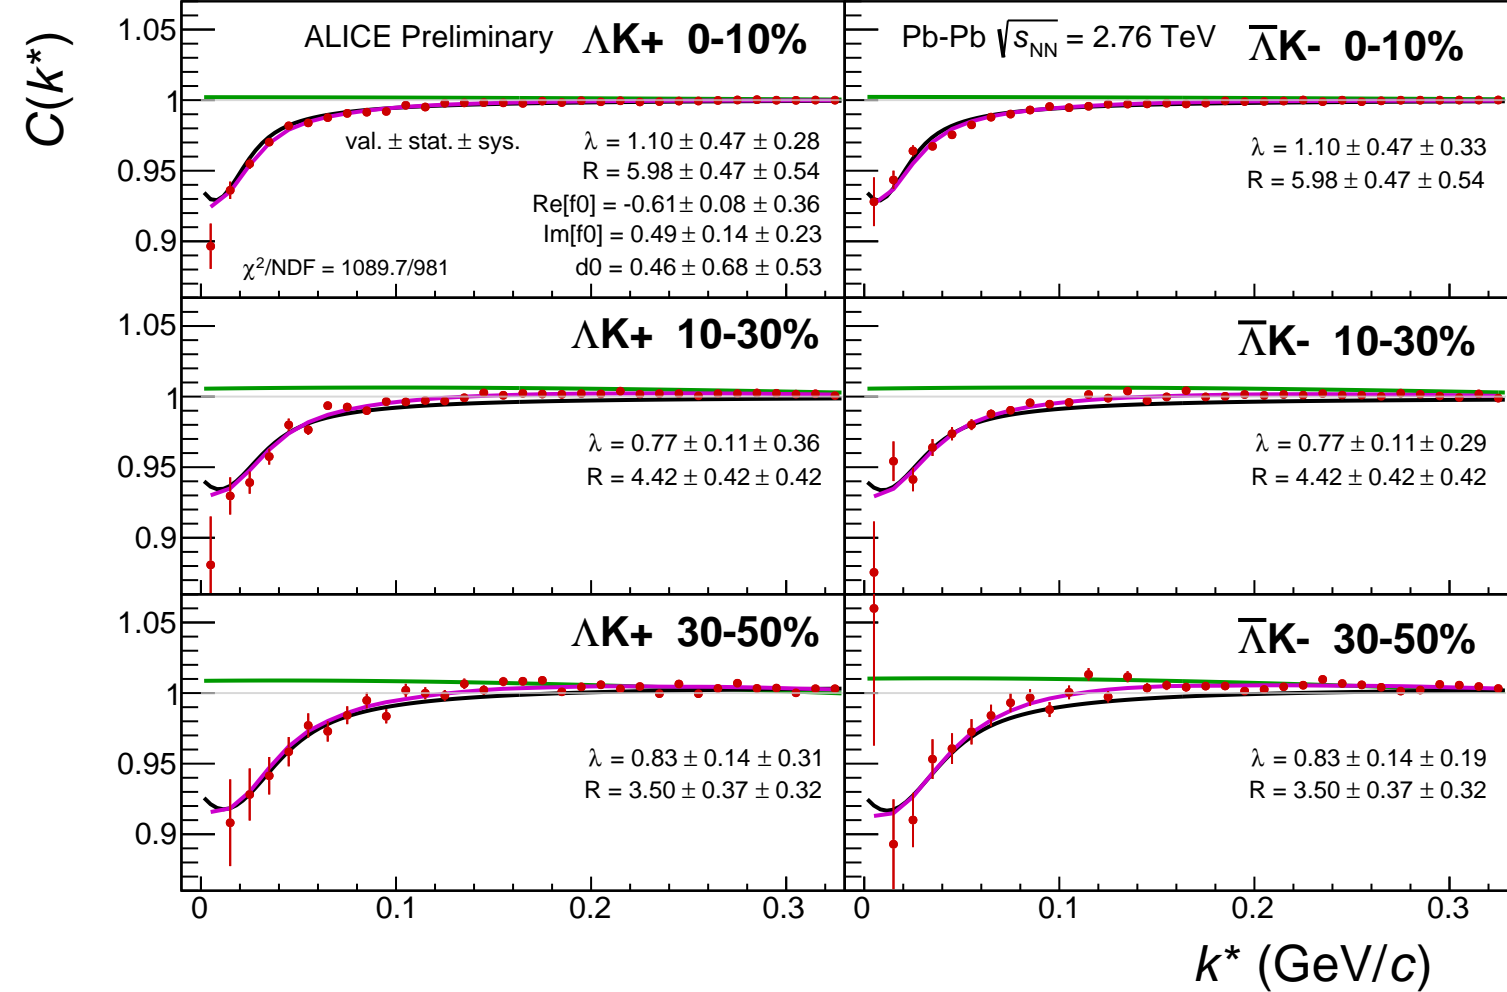 C(k*)
ALICE Preliminary ΛK+ 0-10%
val. ± stat. ± sys.
λ = 1.10 ± 0.47 ± 0.28
R = 5.98 ± 0.47 ± 0.54
Re[f0] = -0.61 ± 0.08 ± 0.36
Im[f0] = 0.49 ± 0.14 ± 0.23
d0 = 0.46 ± 0.68 ± 0.53
χ²/NDF = 1089.7/981
1.05
1
0.95
0.9
Pb-Pb √sNN = 2.76 TeV Λ̅K- 0-10%
λ = 1.10 ± 0.47 ± 0.33
R = 5.98 ± 0.47 ± 0.54
ΛK+ 10-30%
λ = 0.77 ± 0.11 ± 0.36
R = 4.42 ± 0.42 ± 0.42
1.05
1
0.95
0.9
Λ̅K- 10-30%
λ = 0.77 ± 0.11 ± 0.29
R = 4.42 ± 0.42 ± 0.42
ΛK+ 30-50%
λ = 0.83 ± 0.14 ± 0.31
R = 3.50 ± 0.37 ± 0.32
1.05
1
0.95
0.9
Λ̅K- 30-50%
λ = 0.83 ± 0.14 ± 0.19
R = 3.50 ± 0.37 ± 0.32
0 0.1 0.2 0.3
0 0.1 0.2 0.3
k* (GeV/c)